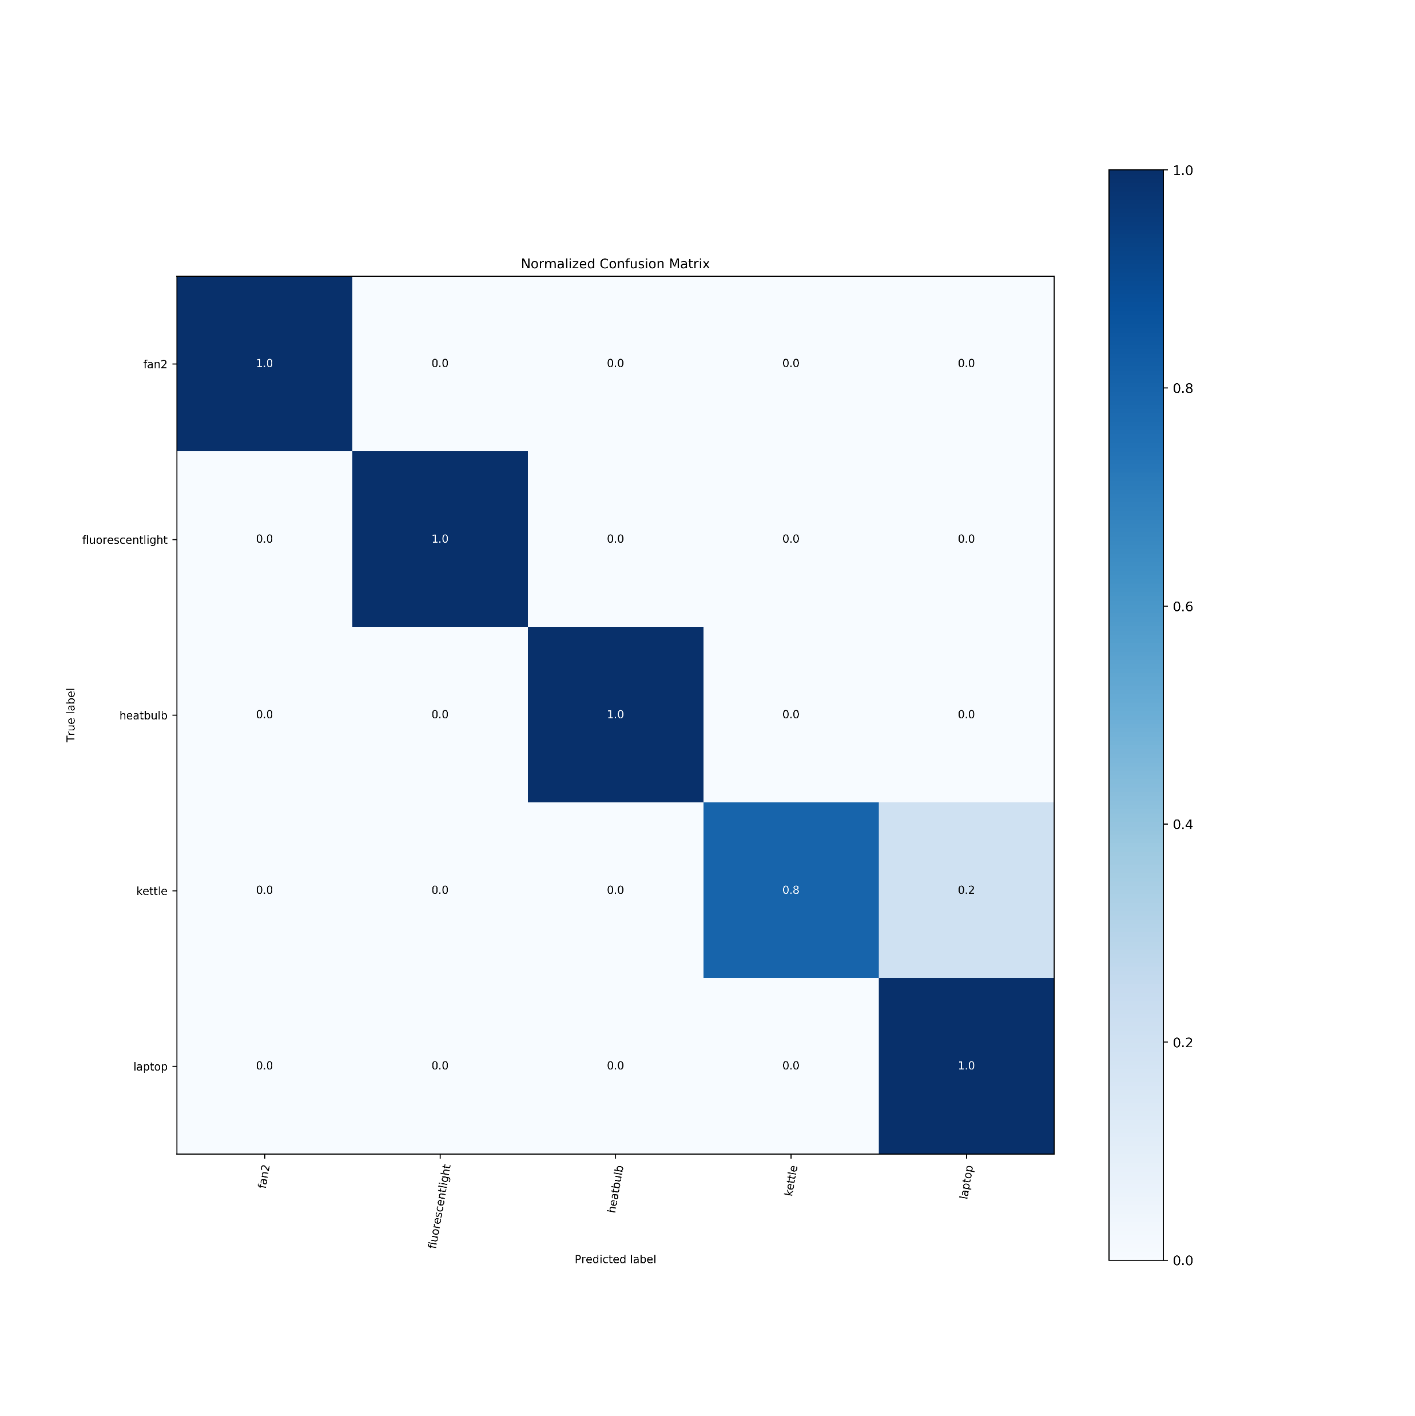 Normalized Confusion Matrix
True label
fan2 1.0 0.0 0.0 0.0 0.0
fluorescentlight 0.0 1.0 0.0 0.0 0.0
heatbulb 0.0 0.0 1.0 0.0 0.0
kettle 0.0 0.0 0.0 0.8 0.2
laptop 0.0 0.0 0.0 0.0 1.0
fan2 fluorescentlight heatbulb kettle laptop
Predicted label
1.0
0.8
0.6
0.4
0.2
0.0